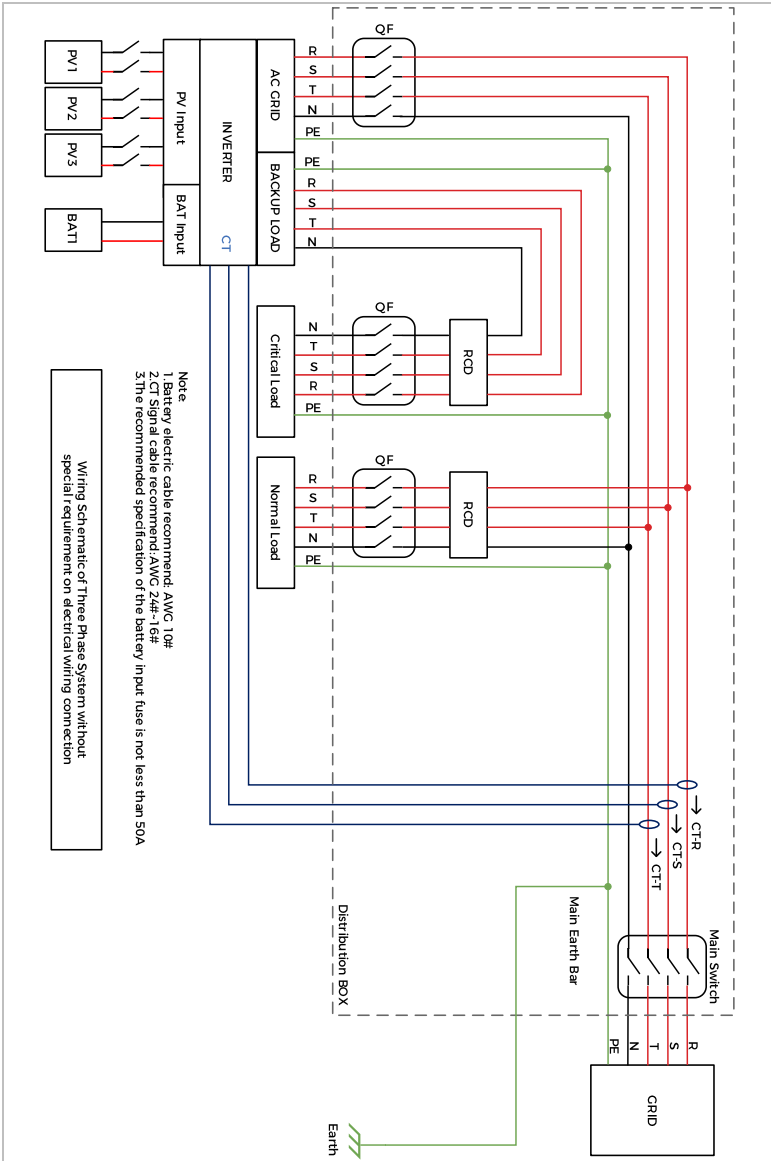 QF
R
S
T
N
PE
PE
R
S
T
N
PV1
PV2
PV3
BAT1
PV Input
BAT Input
INVERTER
CT
AC GRID
BACKUP LOAD
QF
N
T
S
R
PE
Critical Load
RCD
QF
R
S
T
N
PE
Normal Load
RCD
Note
1.Battery electric cable recommend: AWG 10#
2.CT Signal cable recommend:AWG 24#-16#
3.The recommended specification of the battery input fuse is not less than 50A
Wiring Schematic of Three Phase System without
special requirement on electrical wiring connection
CT-R
CT-S
CT-T
Distribution BOX
Main Earth Bar
Main Switch
PE
N
T
S
R
GRID
Earth